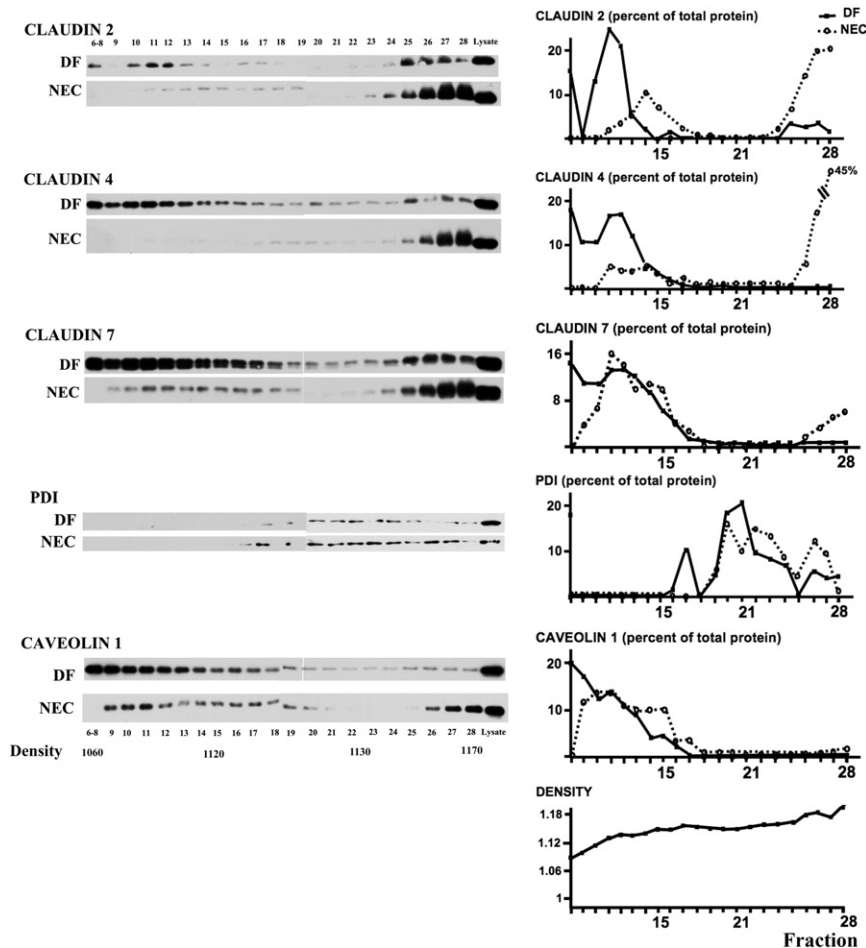 CLAUDIN 2
6-8 9 10 11 12 13 14 15 16 17 18 19 20 21 22 23 24 25 26 27 28 Lysate
DF
NEC
CLAUDIN 4
DF
NEC
CLAUDIN 7
DF
NEC
PDI
DF
NEC
CAVEOLIN 1
DF
NEC
6-8 9 10 11 12 13 14 15 16 17 18 19 20 21 22 23 24 25 26 27 28 Lysate
Density 1060 1120 1130 1170
CLAUDIN 2 (percent of total protein)
DF
NEC
20
10
15 21 28
CLAUDIN 4 (percent of total protein)
45%
20
10
15 21 28
CLAUDIN 7 (percent of total protein)
16
8
15 21 28
PDI (percent of total protein)
20
10
15 21 28
CAVEOLIN 1 (percent of total protein)
20
10
15 21 28
DENSITY
1.18
1.12
1.06
1
15 21 28
Fraction